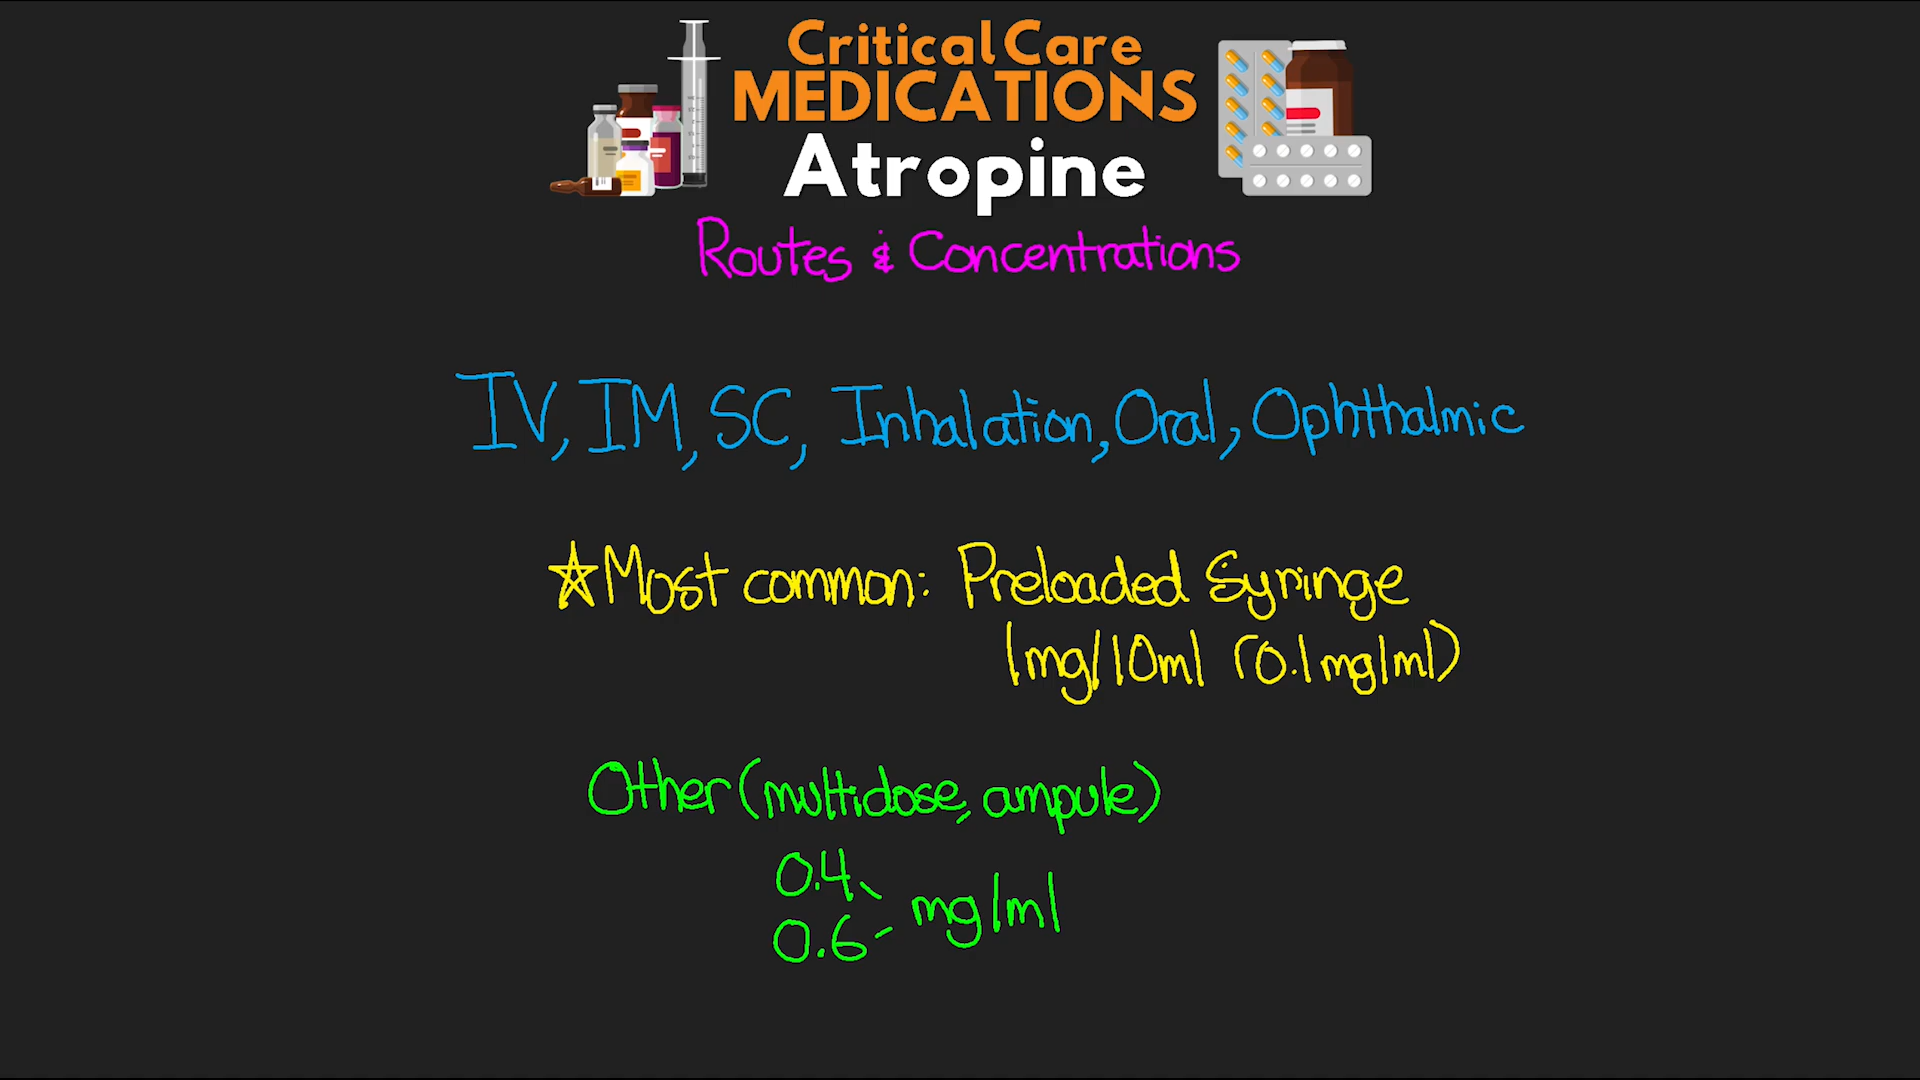 Critical Care
MEDICATIONS
Atropine
Routes & Concentrations
IV, IM, SC, Inhalation, Oral, Ophthalmic
☆Most common: Preloaded Syringe
1mg/10ml (0.1mg/ml)
Other (multidose, ampule)
0.4
0.6
mg/ml